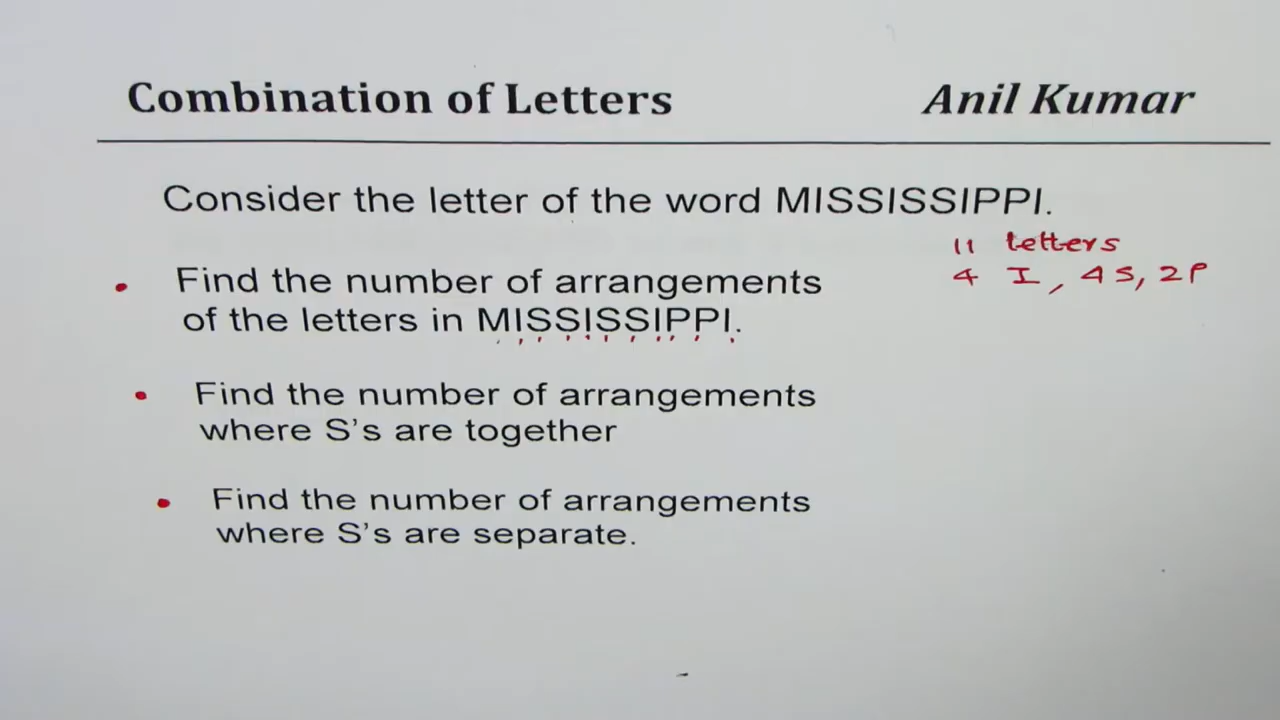 Combination of Letters Anil Kumar
Consider the letter of the word MISSISSIPPI.
11 letters
4 I, 4 S, 2P
Find the number of arrangements
of the letters in MISSISSIPPI.
Find the number of arrangements
where S's are together
Find the number of arrangements
where S's are separate.